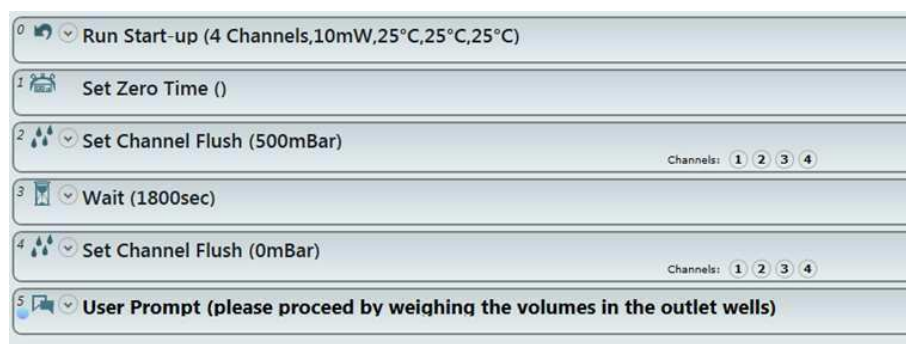 0 Run Start-up (4 Channels,10mW,25°C,25°C,25°C)
1 Set Zero Time ()
2 Set Channel Flush (500mBar)
Channels: 1 2 3 4
3 Wait (1800sec)
4 Set Channel Flush (0mBar)
Channels: 1 2 3 4
5 User Prompt (please proceed by weighing the volumes in the outlet wells)